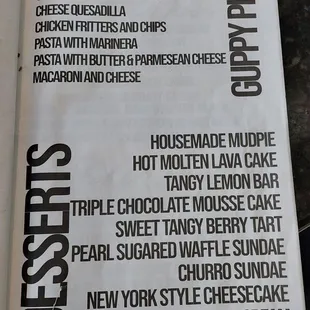 CHEESE QUESADILLA
CHICKEN FRITTERS AND CHIPS
PASTA WITH MARINERA
PASTA WITH BUTTER & PARMESEAN CHEESE
MACARONI AND CHEESE
GUPPY
HOUSEMADE MUDPIE
HOT MOLTEN LAVA CAKE
TANGY LEMON BAR
TRIPLE CHOCOLATE MOUSSE CAKE
SWEET TANGY BERRY TART
PEARL SUGARED WAFFLE SUNDAE
CHURRO SUNDAE
NEW YORK STYLE CHEESECAKE
ESSERTS